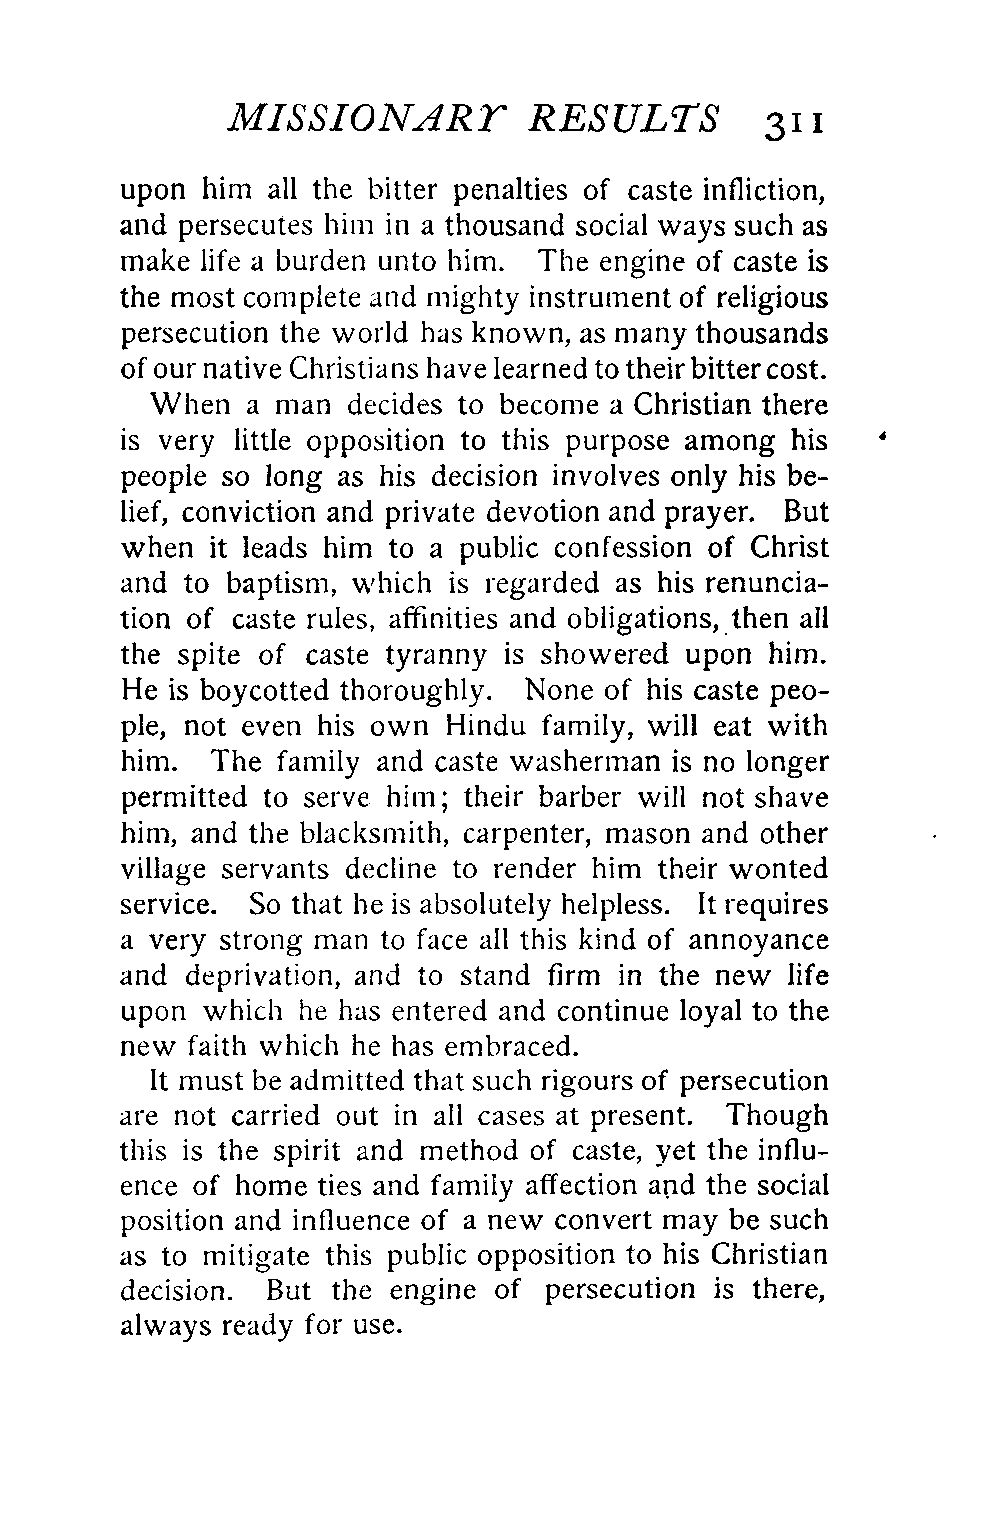 MISSIONARY RESULTS 311
upon him all the bitter penalties of caste infliction,
and persecutes him in a thousand social ways such as
make life a burden unto him. The engine of caste is
the most complete and mighty instrument of religious
persecution the world has known, as many thousands
of our native Christians have learned to their bitter cost.
When a man decides to become a Christian there
is very little opposition to this purpose among his
people so long as his decision involves only his be-
lief, conviction and private devotion and prayer. But
when it leads him to a public confession of Christ
and to baptism, which is regarded as his renuncia-
tion of caste rules, affinities and obligations, then all
the spite of caste tyranny is showered upon him.
He is boycotted thoroughly. None of his caste peo-
ple, not even his own Hindu family, will eat with
him. The family and caste washerman is no longer
permitted to serve him; their barber will not shave
him, and the blacksmith, carpenter, mason and other
village servants decline to render him their wonted
service. So that he is absolutely helpless. It requires
a very strong man to face all this kind of annoyance
and deprivation, and to stand firm in the new life
upon which he has entered and continue loyal to the
new faith which he has embraced.
It must be admitted that such rigours of persecution
are not carried out in all cases at present. Though
this is the spirit and method of caste, yet the influ-
ence of home ties and family affection and the social
position and influence of a new convert may be such
as to mitigate this public opposition to his Christian
decision. But the engine of persecution is there,
always ready for use.